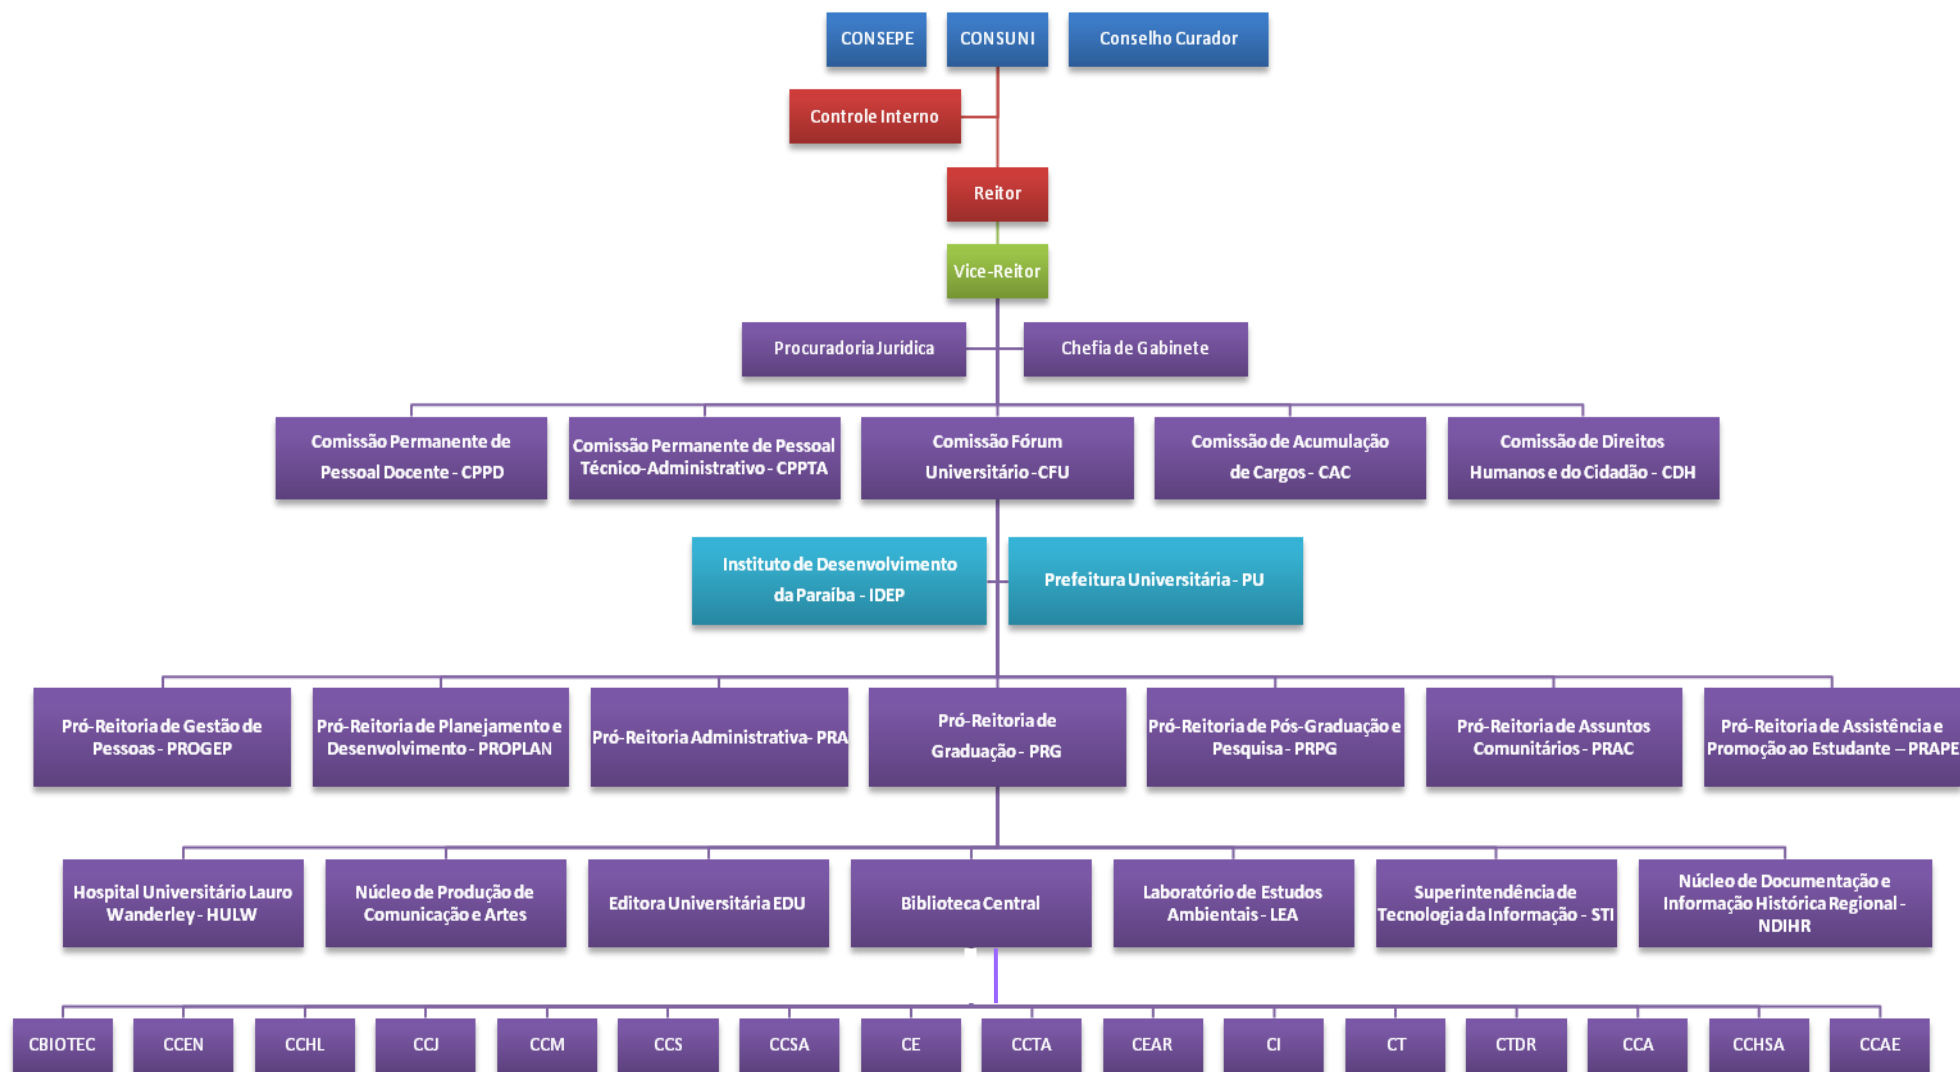 CONSEPE
CONSUNI
Conselho Curador
Controle Interno
Reitor
Vice-Reitor
Procuradoria Juridica
Chefia de Gabinete
Comissão Permanente de
Pessoal Docente - CPPD
Comissão Permanente de Pessoal
Técnico-Administrativo - CPPTA
Comissão Fórum
Universitário -CFU
Comissão de Acumulação
de Cargos - CAC
Comissão de Direitos
Humanos e do Cidadão - CDH
Instituto de Desenvolvimento
da Paraíba - IDEP
Prefeitura Universitária - PU
Pró-Reitoria de Gestão de
Pessoas - PROGEP
Pró-Reitoria de Planejamento e
Desenvolvimento - PROPLAN
Pró-Reitoria Administrativa- PRA
Pró-Reitoria de
Graduação - PRG
Pró-Reitoria de Pós-Graduação e
Pesquisa - PRPG
Pró-Reitoria de Assuntos
Comunitários - PRAC
Pró-Reitoria de Assistência e
Promoção ao Estudante – PRAPE
Hospital Universitário Lauro
Wanderley - HULW
Núcleo de Produção de
Comunicação e Artes
Editora Universitária EDU
Biblioteca Central
Laboratório de Estudos
Ambientais - LEA
Superintendência de
Tecnologia da Informação - STI
Núcleo de Documentação e
Informação Histórica Regional -
NDIHR
CBIOTEC
CCEN
CCHL
CCJ
CCM
CCS
CCSA
CE
CCTA
CEAR
CI
CT
CTDR
CCA
CCHSA
CCAE